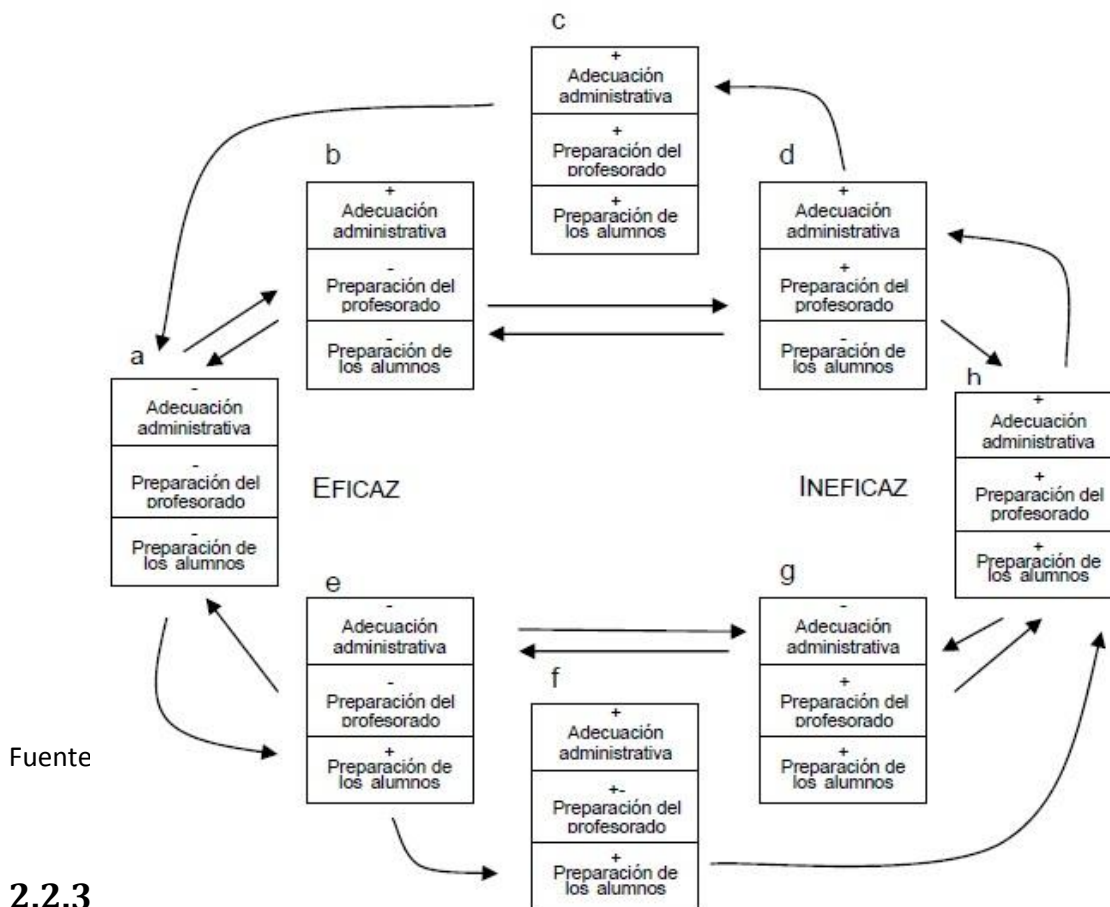 c
+
Adecuación
administrativa
+
Preparación del
profesorado
+
Preparación de
los alumnos
b
+
Adecuación
administrativa
-
Preparación del
profesorado
-
Preparación de
los alumnos
d
+
Adecuación
administrativa
+
Preparación del
profesorado
-
Preparación de
los alumnos
a
-
Adecuación
administrativa
-
Preparación del
profesorado
-
Preparación de
los alumnos
EFICAZ
INEFICAZ
h
+
Adecuación
administrativa
+
Preparación del
profesorado
+
Preparación de
los alumnos
e
-
Adecuación
administrativa
-
Preparación del
profesorado
+
Preparación de
los alumnos
g
-
Adecuación
administrativa
+
Preparación del
profesorado
+
Preparación de
los alumnos
f
+
Adecuación
administrativa
+-
Preparación del
profesorado
+
Preparación de
los alumnos
Fuente
2.2.3